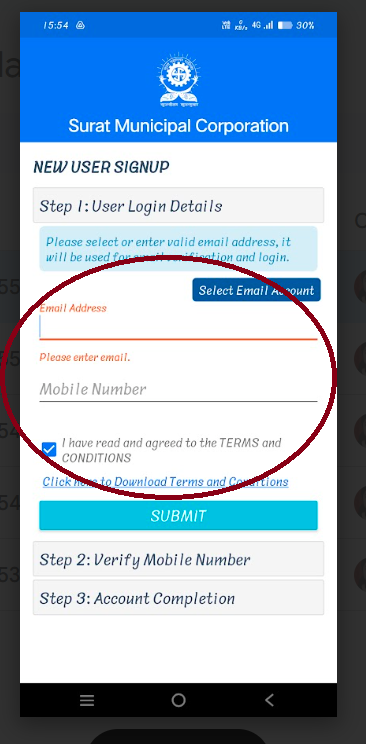 15:54
4G
30%
Surat Municipal Corporation
NEW USER SIGNUP
Step 1: User Login Details
Please select or enter valid email address, it
will be used for email verification and login.
Select Email Account
Email Address
Please enter email.
Mobile Number
I have read and agreed to the TERMS and
CONDITIONS
Click here to Download Terms and Conditions
SUBMIT
Step 2: Verify Mobile Number
Step 3: Account Completion